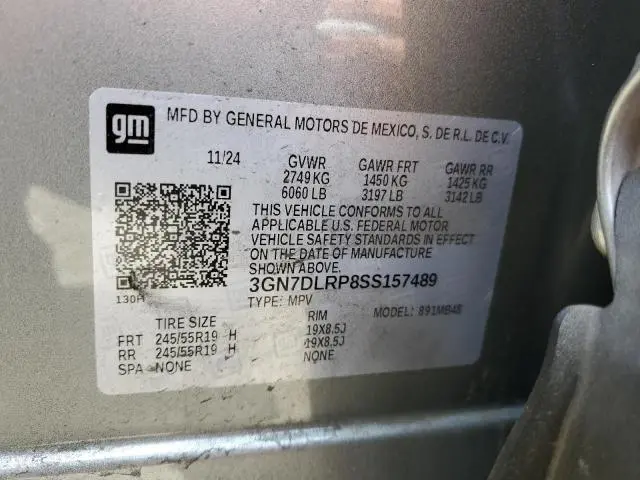 gm
MFD BY GENERAL MOTORS DE MEXICO, S. DE R.L. DE C.V.
11/24 GVWR GAWR FRT GAWR RR
2749 KG 1450 KG 1425 KG
6060 LB 3197 LB 3142 LB
THIS VEHICLE CONFORMS TO ALL
APPLICABLE U.S. FEDERAL MOTOR
VEHICLE SAFETY STANDARDS IN EFFECT
ON THE DATE OF MANUFACTURE
SHOWN ABOVE.
3GN7DLRP8SS157489
130H TYPE: MPV MODEL: 891MB48
TIRE SIZE RIM
FRT 245/55R19 H 19X8.5J
RR 245/55R19 H 19X8.5J
SPA NONE NONE